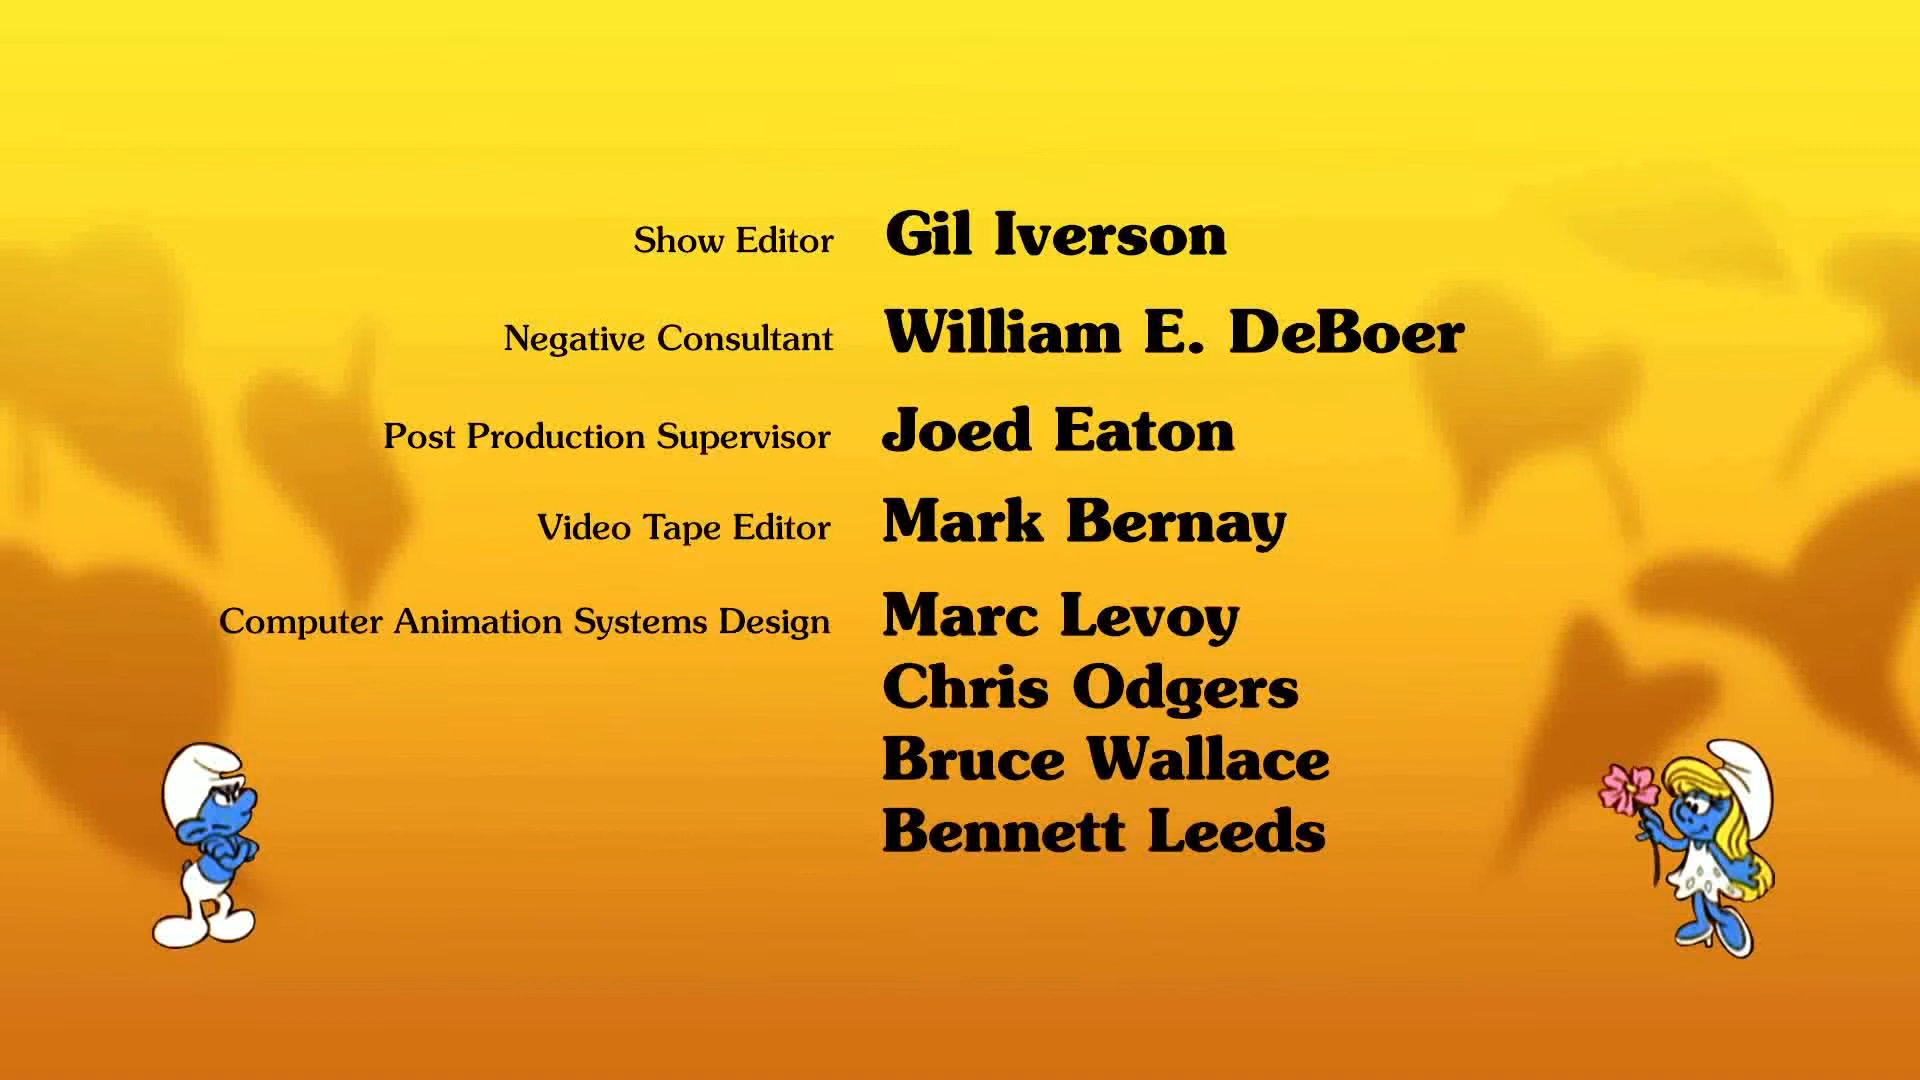 Show Editor Gil Iverson
Negative Consultant William E. DeBoer
Post Production Supervisor Joed Eaton
Video Tape Editor Mark Bernay
Computer Animation Systems Design Marc Levoy
Chris Odgers
Bruce Wallace
Bennett Leeds